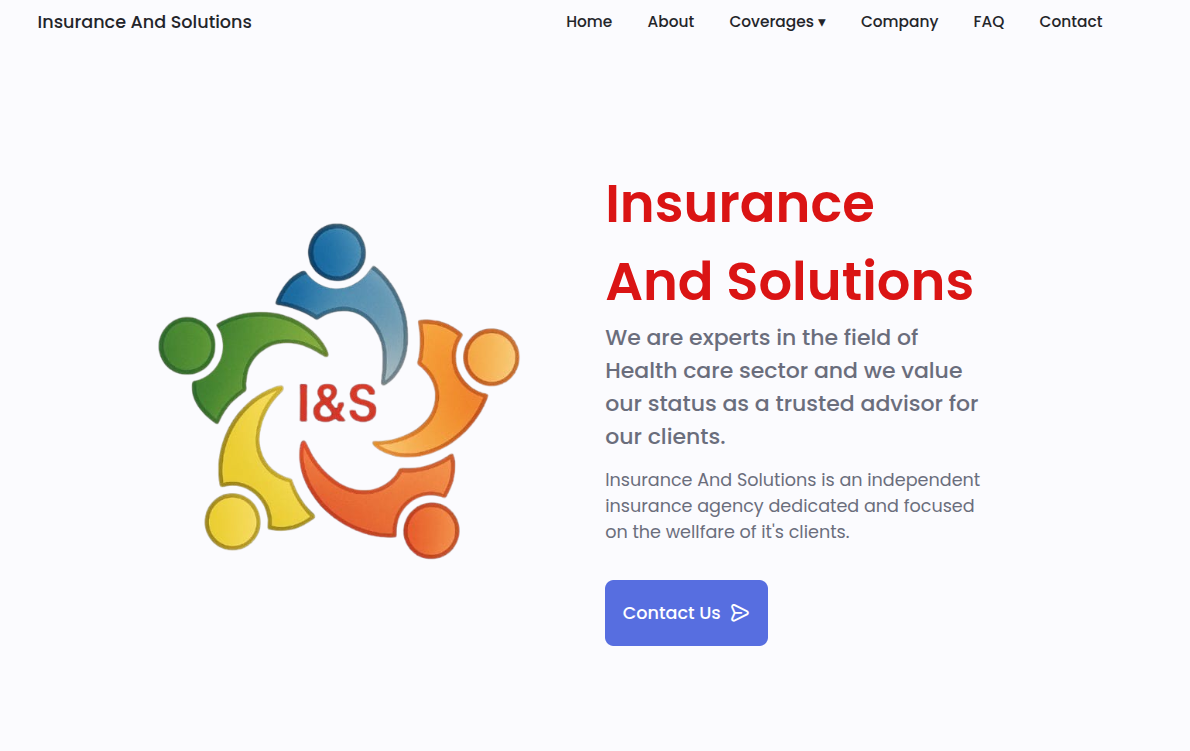 Insurance And Solutions
Home About Coverages ▾ Company FAQ Contact
I&S
Insurance
And Solutions
We are experts in the field of
Health care sector and we value
our status as a trusted advisor for
our clients.
Insurance And Solutions is an independent
insurance agency dedicated and focused
on the wellfare of it's clients.
Contact Us